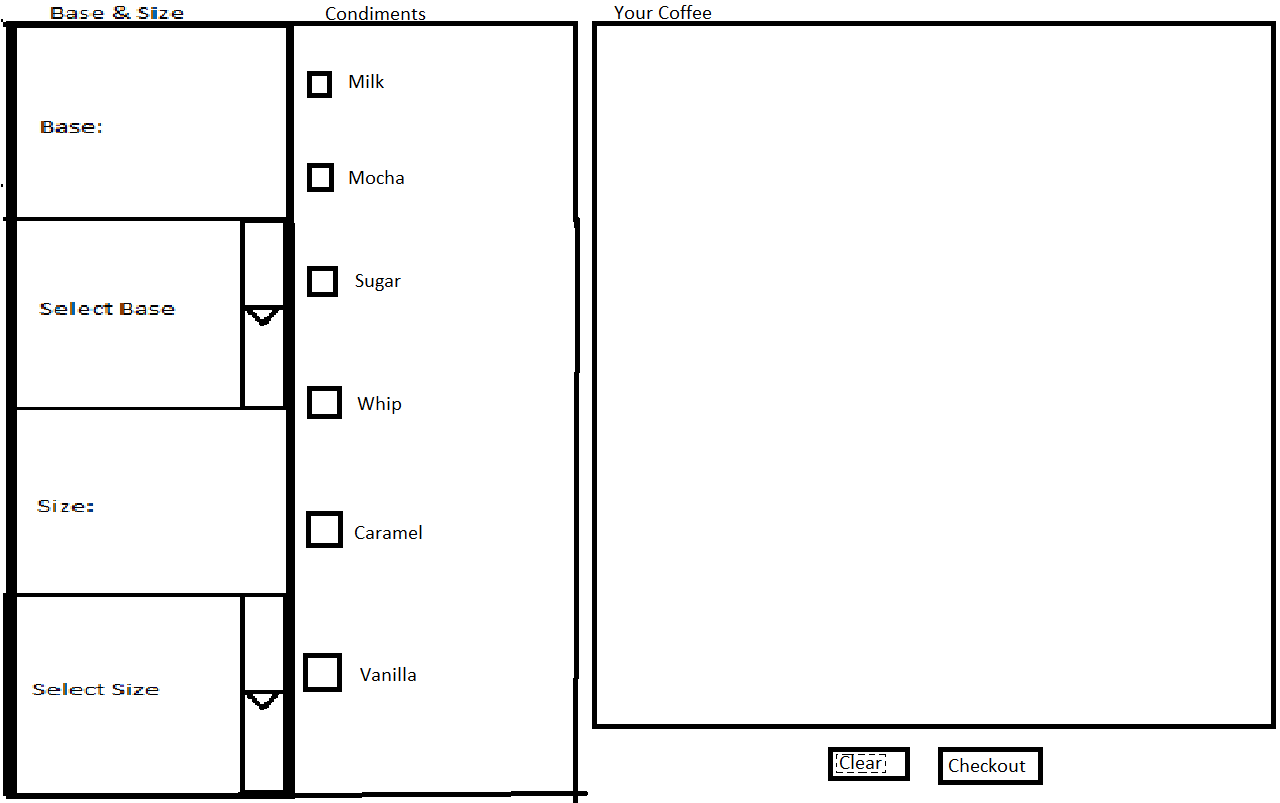 Base & Size
Base:
Select Base
Size:
Select Size
Condiments
Milk
Mocha
Sugar
Whip
Caramel
Vanilla
Your Coffee
Clear
Checkout